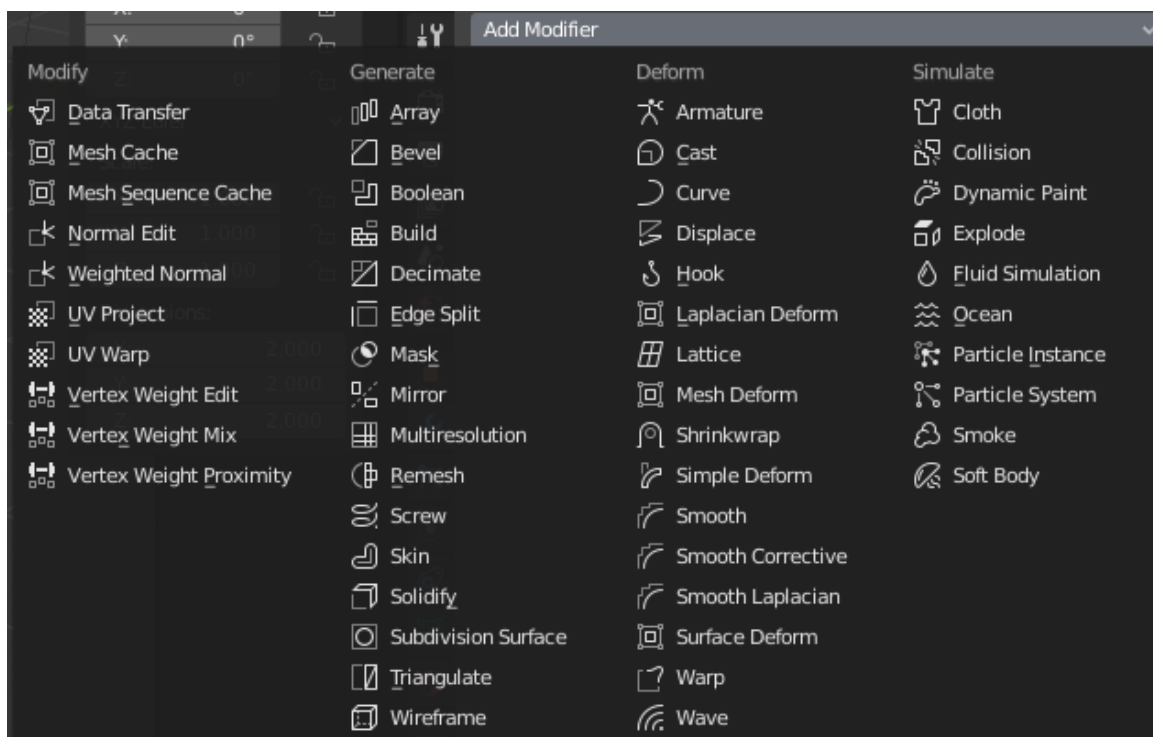 Y: 0°
Add Modifier
Modify
Data Transfer
Mesh Cache
Mesh Sequence Cache
Normal Edit
Weighted Normal
UV Project
UV Warp
Vertex Weight Edit
Vertex Weight Mix
Vertex Weight Proximity
Generate
Array
Bevel
Boolean
Build
Decimate
Edge Split
Mask
Mirror
Multiresolution
Remesh
Screw
Skin
Solidify
Subdivision Surface
Triangulate
Wireframe
Deform
Armature
Cast
Curve
Displace
Hook
Laplacian Deform
Lattice
Mesh Deform
Shrinkwrap
Simple Deform
Smooth
Smooth Corrective
Smooth Laplacian
Surface Deform
Warp
Wave
Simulate
Cloth
Collision
Dynamic Paint
Explode
Fluid Simulation
Ocean
Particle Instance
Particle System
Smoke
Soft Body